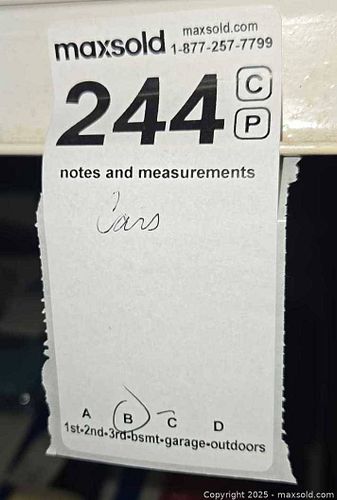 maxsold maxsold.com
1-877-257-7799
244 C
P
notes and measurements
Cars
A B C D
1st-2nd-3rd-bsmt-garage-outdoors
Copyright © 2025 - maxsold.com